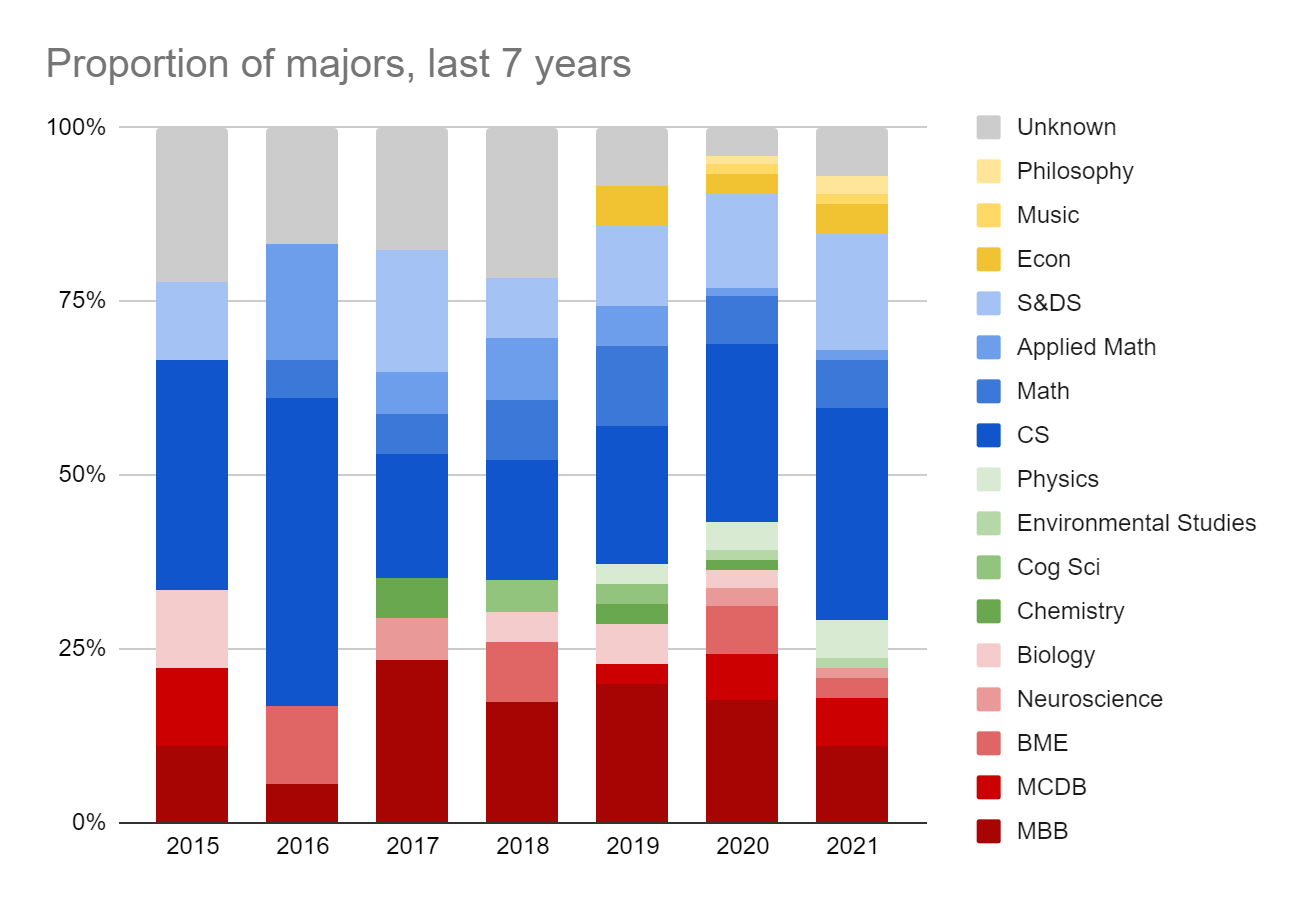 Proportion of majors, last 7 years
100%
75%
50%
25%
0%
2015 2016 2017 2018 2019 2020 2021
Unknown
Philosophy
Music
Econ
S&DS
Applied Math
Math
CS
Physics
Environmental Studies
Cog Sci
Chemistry
Biology
Neuroscience
BME
MCDB
MBB